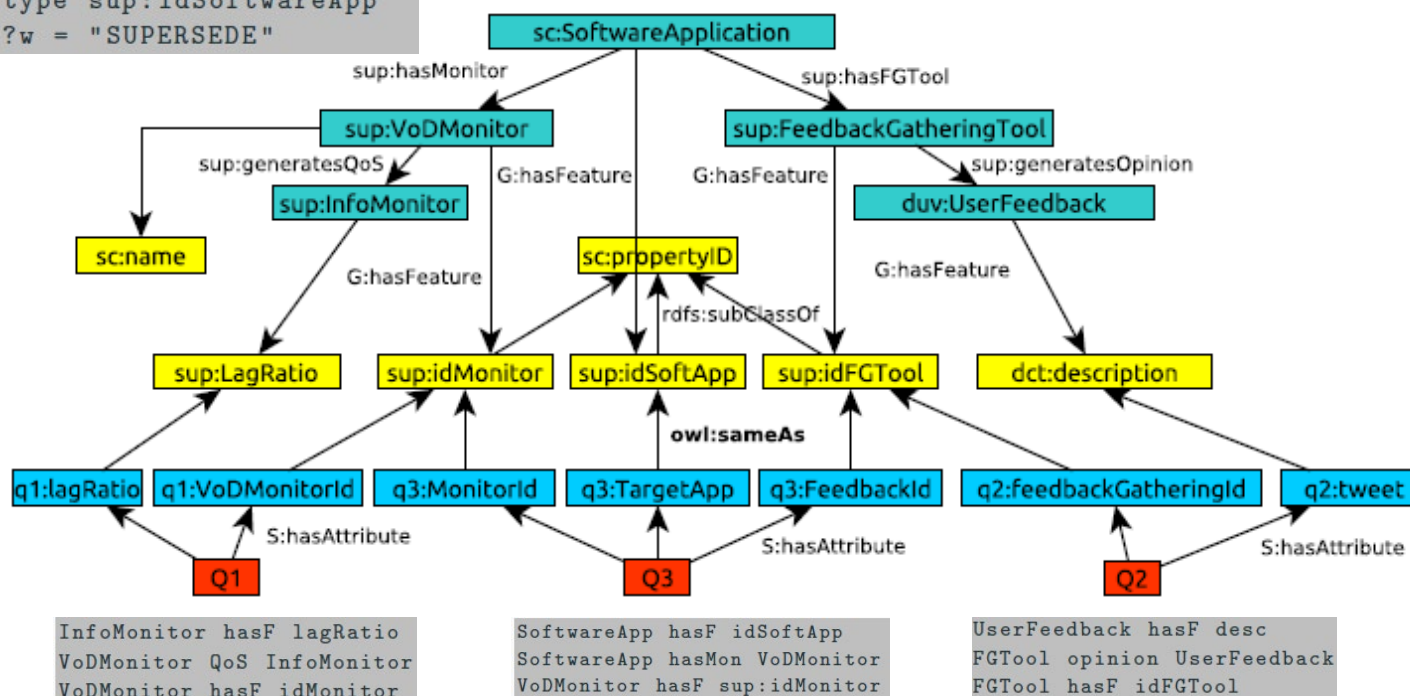 type sup:idSoftwareApp
?w = "SUPERSEDE"
sc:SoftwareApplication
sup:hasMonitor
sup:hasFGTool
sup:VoDMonitor
sup:FeedbackGatheringTool
sup:generatesQoS
G:hasFeature
G:hasFeature
sup:generatesOpinion
sup:InfoMonitor
duv:UserFeedback
sc:name
sc:propertyID
G:hasFeature
G:hasFeature
rdfs:subClassOf
sup:LagRatio
sup:idMonitor
sup:idSoftApp
sup:idFGTool
dct:description
owl:sameAs
q1:lagRatio
q1:VoDMonitorId
q3:MonitorId
q3:TargetApp
q3:FeedbackId
q2:feedbackGatheringId
q2:tweet
S:hasAttribute
S:hasAttribute
S:hasAttribute
Q1
Q3
Q2
InfoMonitor hasF lagRatio
VoDMonitor QoS InfoMonitor
VoDMonitor hasF idMonitor
SoftwareApp hasF idSoftApp
SoftwareApp hasMon VoDMonitor
VoDMonitor hasF sup:idMonitor
UserFeedback hasF desc
FGTool opinion UserFeedback
FGTool hasF idFGTool